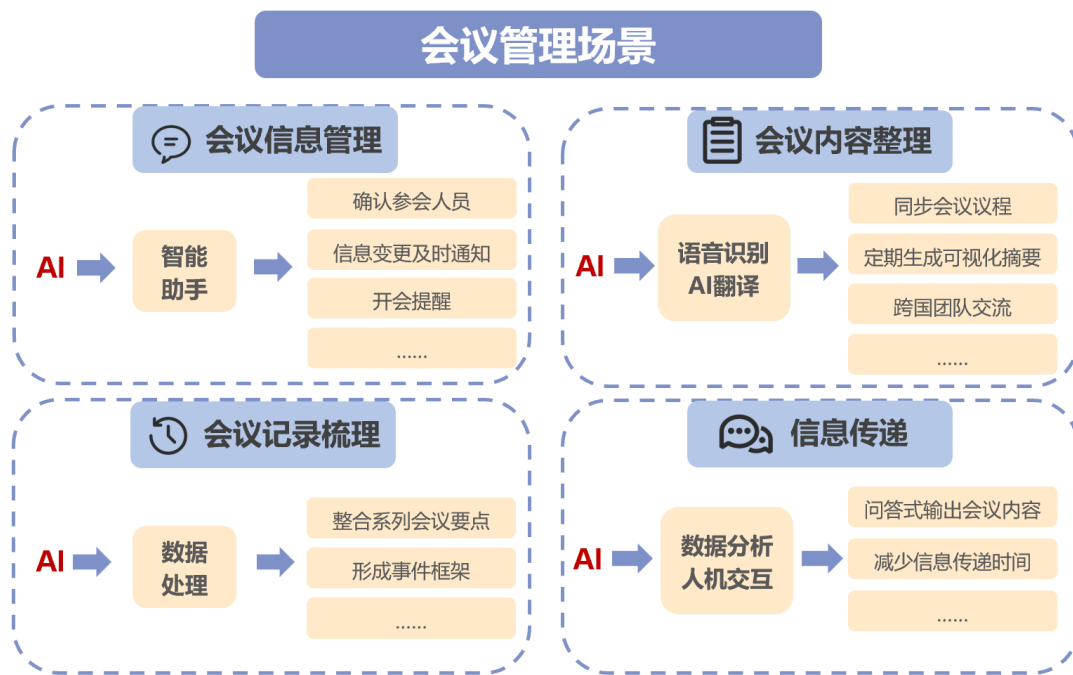 会议管理场景
会议信息管理
AI
智能
助手
确认参会人员
信息变更及时通知
开会提醒
......
会议内容整理
AI
语音识别
AI翻译
同步会议议程
定期生成可视化摘要
跨国团队交流
......
会议记录梳理
AI
数据
处理
整合系列会议要点
形成事件框架
......
信息传递
AI
数据分析
人机交互
问答式输出会议内容
减少信息传递时间
......